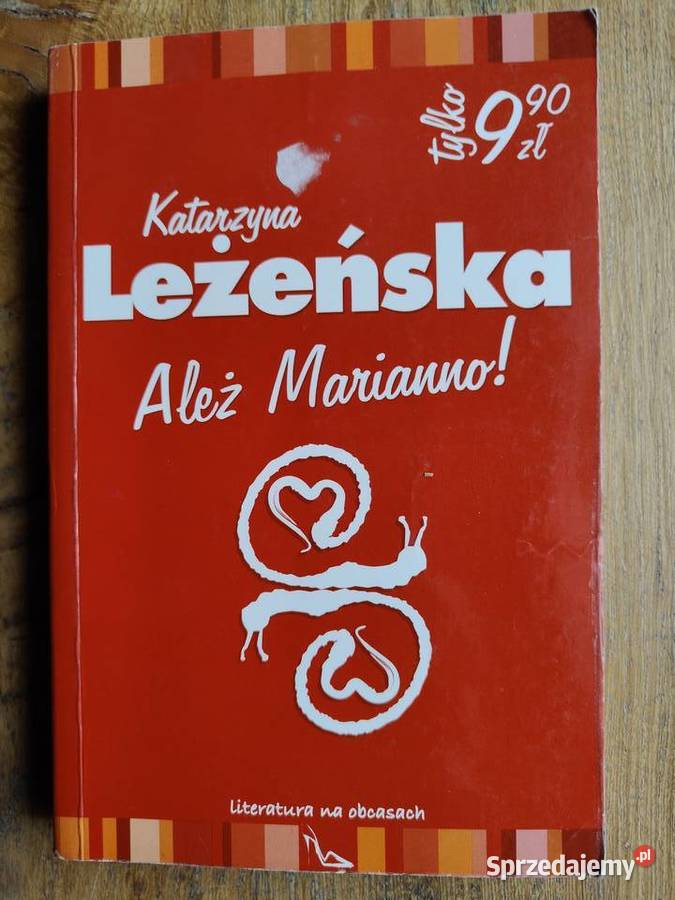 tylko 9 90 zł
Katarzyna
Leżeńska
Ależ Marianno!
literatura na obcasach
Sprzedajemy.pl